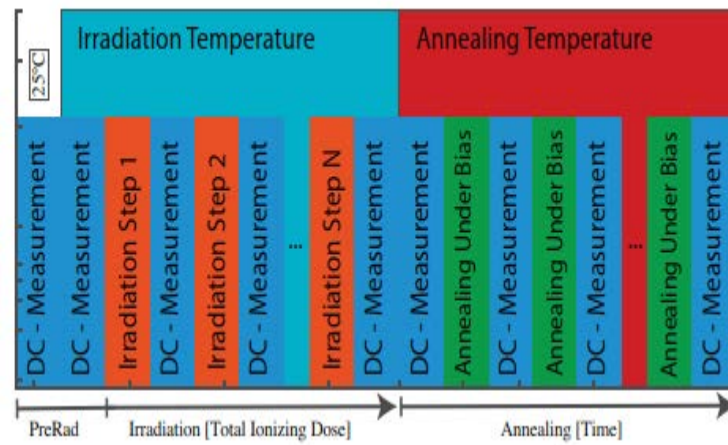 Irradiation Temperature
Annealing Temperature
25°C
DC - Measurement
DC - Measurement
Irradiation Step 1
DC - Measurement
Irradiation Step 2
DC - Measurement
...
Irradiation Step N
DC - Measurement
DC - Measurement
Annealing Under Bias
DC - Measurement
Annealing Under Bias
DC - Measurement
...
Annealing Under Bias
DC - Measurement
PreRad
Irradiation [Total Ionizing Dose]
Annealing [Time]